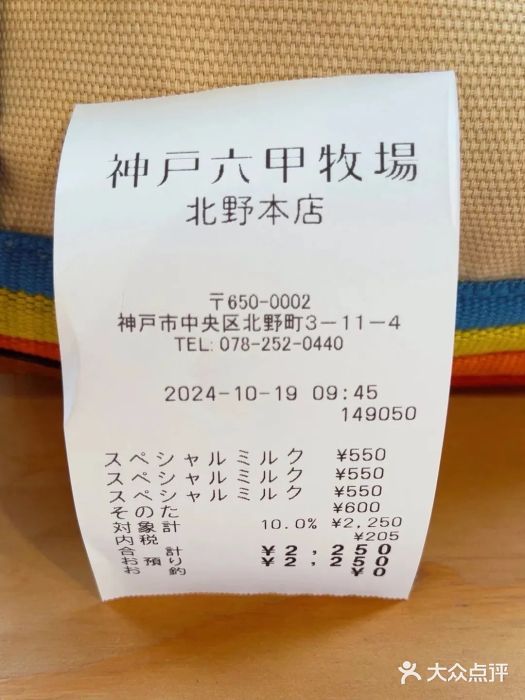 神戸六甲牧場
北野本店
〒650-0002
神戸市中央区北野町3-11-4
TEL: 078-252-0440
2024-10-19 09:45
149050
スペシャルミルク ¥550
スペシャルミルク ¥550
スペシャルミルク ¥550
そのた ¥600
対象計 10.0% ¥2,250
内税 ¥205
合計 ¥2,250
お預り ¥2,250
お釣 ¥0
大众点评